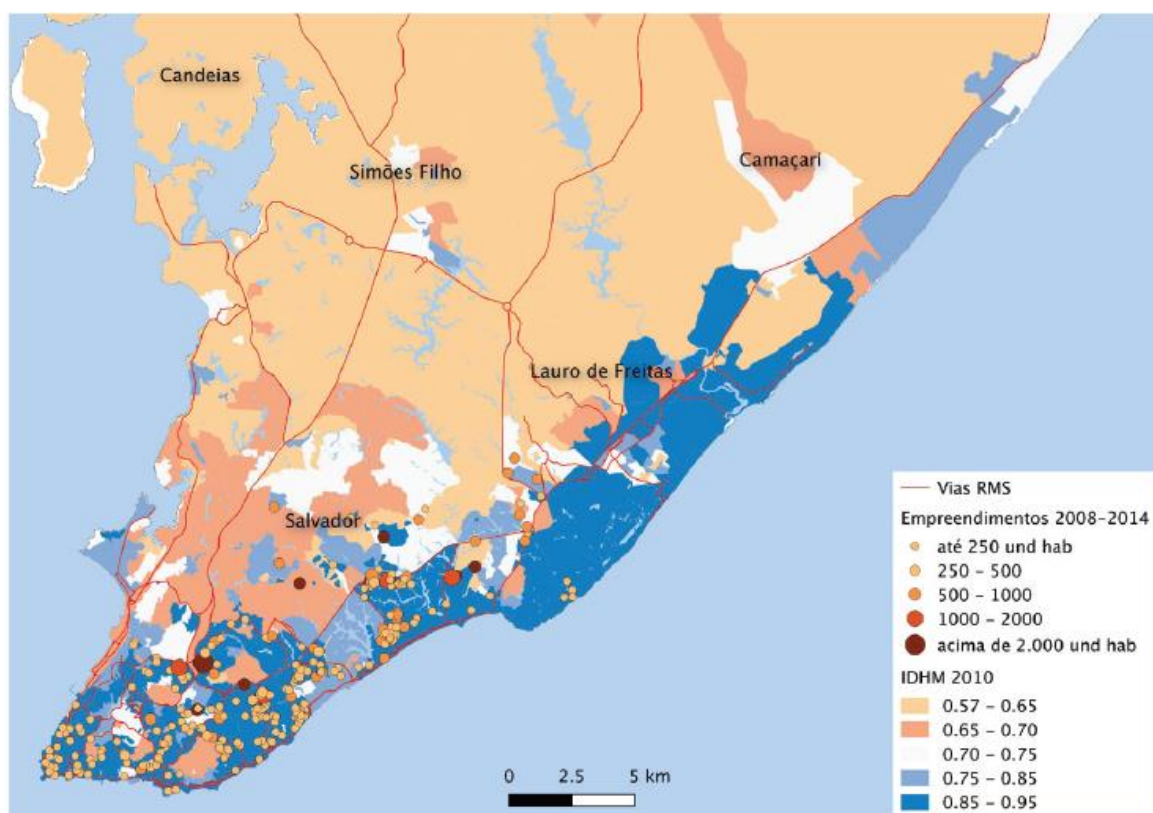 Candeias
Simões Filho
Camaçari
Lauro de Freitas
Salvador
Vias RMS
Empreendimentos 2008-2014
até 250 und hab
250 - 500
500 - 1000
1000 - 2000
acima de 2.000 und hab
IDHM 2010
0.57 - 0.65
0.65 - 0.70
0.70 - 0.75
0.75 - 0.85
0.85 - 0.95
0 2.5 5 km